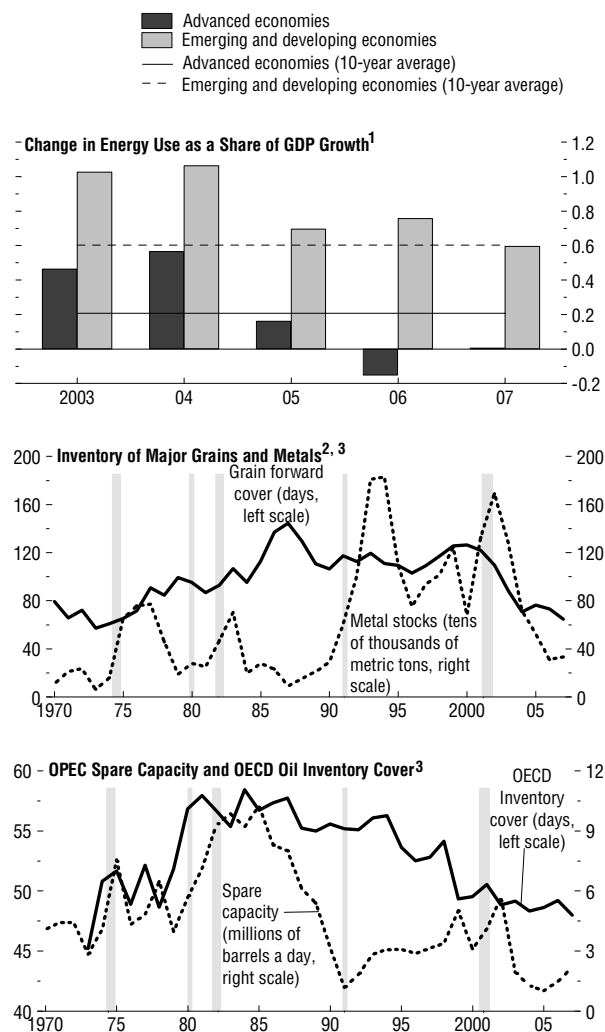 Advanced economies
Emerging and developing economies
Advanced economies (10-year average)
Emerging and developing economies (10-year average)
Change in Energy Use as a Share of GDP Growth1
1.2
1.0
0.8
0.6
0.4
0.2
0.0
-0.2
2003 04 05 06 07
Inventory of Major Grains and Metals2, 3
200 200
160 160
120 120
80 80
40 40
0 0
Grain forward
cover (days,
left scale)
Metal stocks (tens
of thousands of
metric tons, right
scale)
1970 75 80 85 90 95 2000 05
OPEC Spare Capacity and OECD Oil Inventory Cover3
60 12
55 9
50 6
45 3
40 0
OECD
Inventory
cover (days,
left scale)
Spare
capacity
(millions of
barrels a day,
right scale)
1970 75 80 85 90 95 2000 05